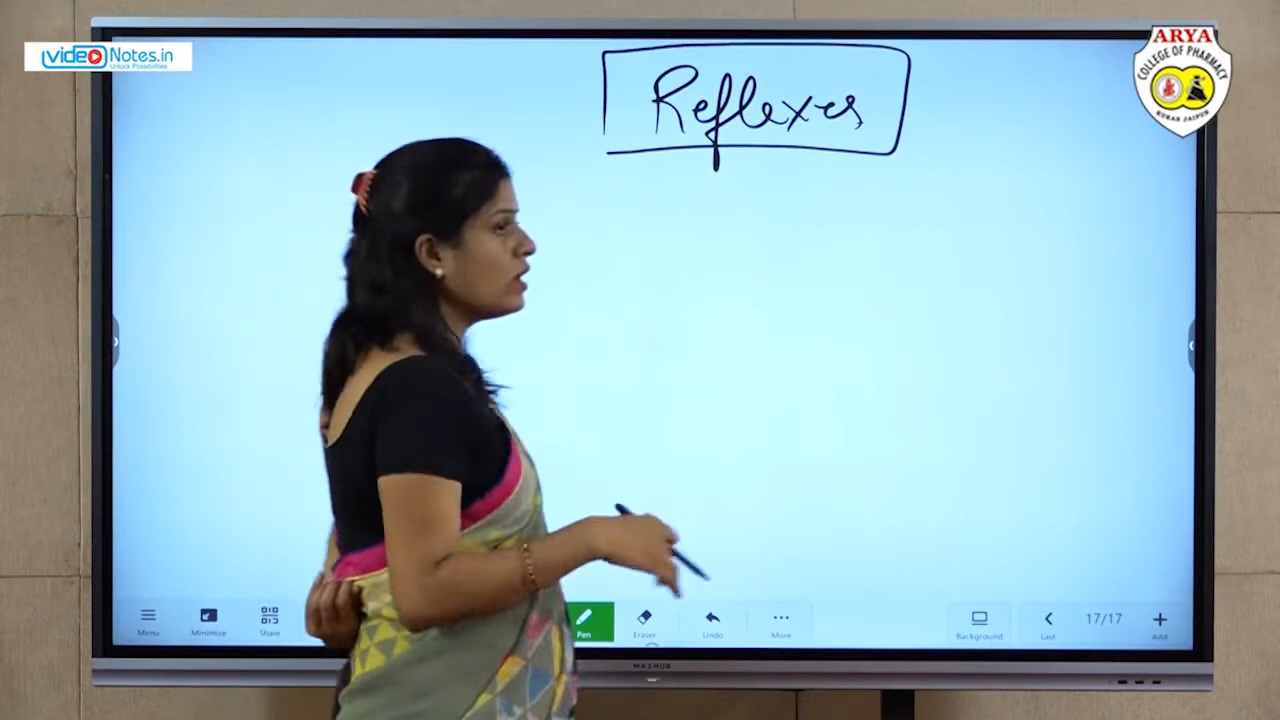 videoNotes.in
Unlock Possibilities
Reflexes
ARYA
COLLEGE OF PHARMACY
KUKAS JAIPUR
Menu
Minimize
Share
Pen
Eraser
Undo
More
Background
Last
17/17
Add
MAXHUB